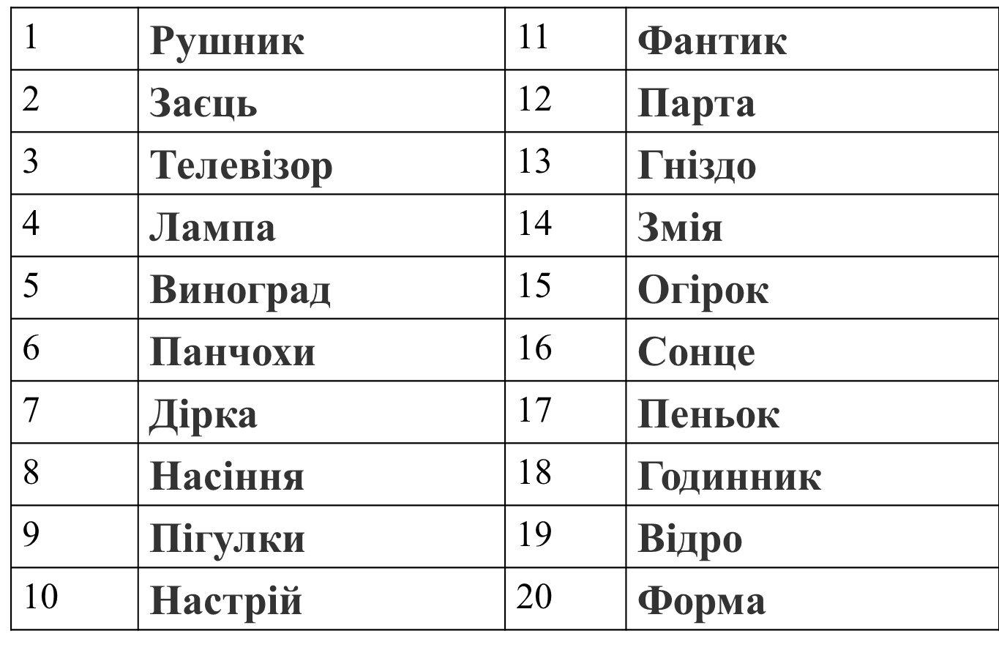 1 Рушник 11 Фантик
2 Заєць 12 Парта
3 Телевізор 13 Гніздо
4 Лампа 14 Змія
5 Виноград 15 Огірок
6 Панчохи 16 Сонце
7 Дірка 17 Пеньок
8 Насіння 18 Годинник
9 Пігулки 19 Відро
10 Настрій 20 Форма